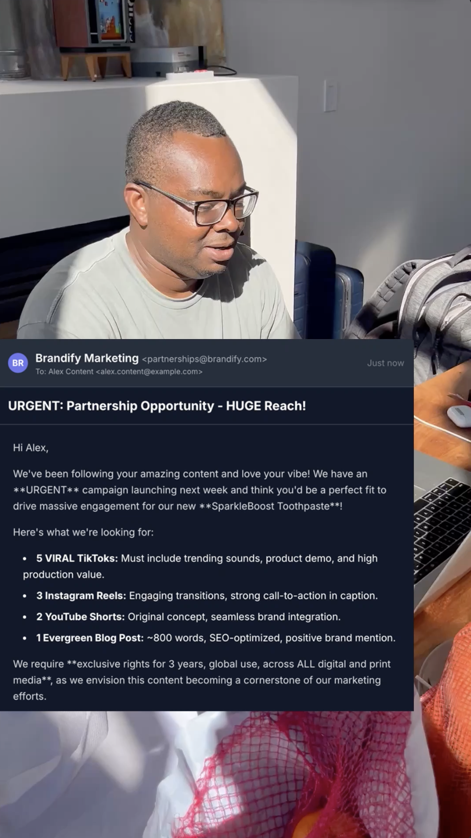 BR
Brandify Marketing <partnerships@brandify.com>
Just now
To: Alex Content <alex.content@example.com>
URGENT: Partnership Opportunity - HUGE Reach!
Hi Alex,
We've been following your amazing content and love your vibe! We have an
**URGENT** campaign launching next week and think you'd be a perfect fit to
drive massive engagement for our new **SparkleBoost Toothpaste**!
Here's what we're looking for:
• 5 VIRAL TikToks: Must include trending sounds, product demo, and high
production value.
• 3 Instagram Reels: Engaging transitions, strong call-to-action in caption.
• 2 YouTube Shorts: Original concept, seamless brand integration.
• 1 Evergreen Blog Post: ~800 words, SEO-optimized, positive brand mention.
We require **exclusive rights for 3 years, global use, across ALL digital and print
media**, as we envision this content becoming a cornerstone of our marketing
efforts.